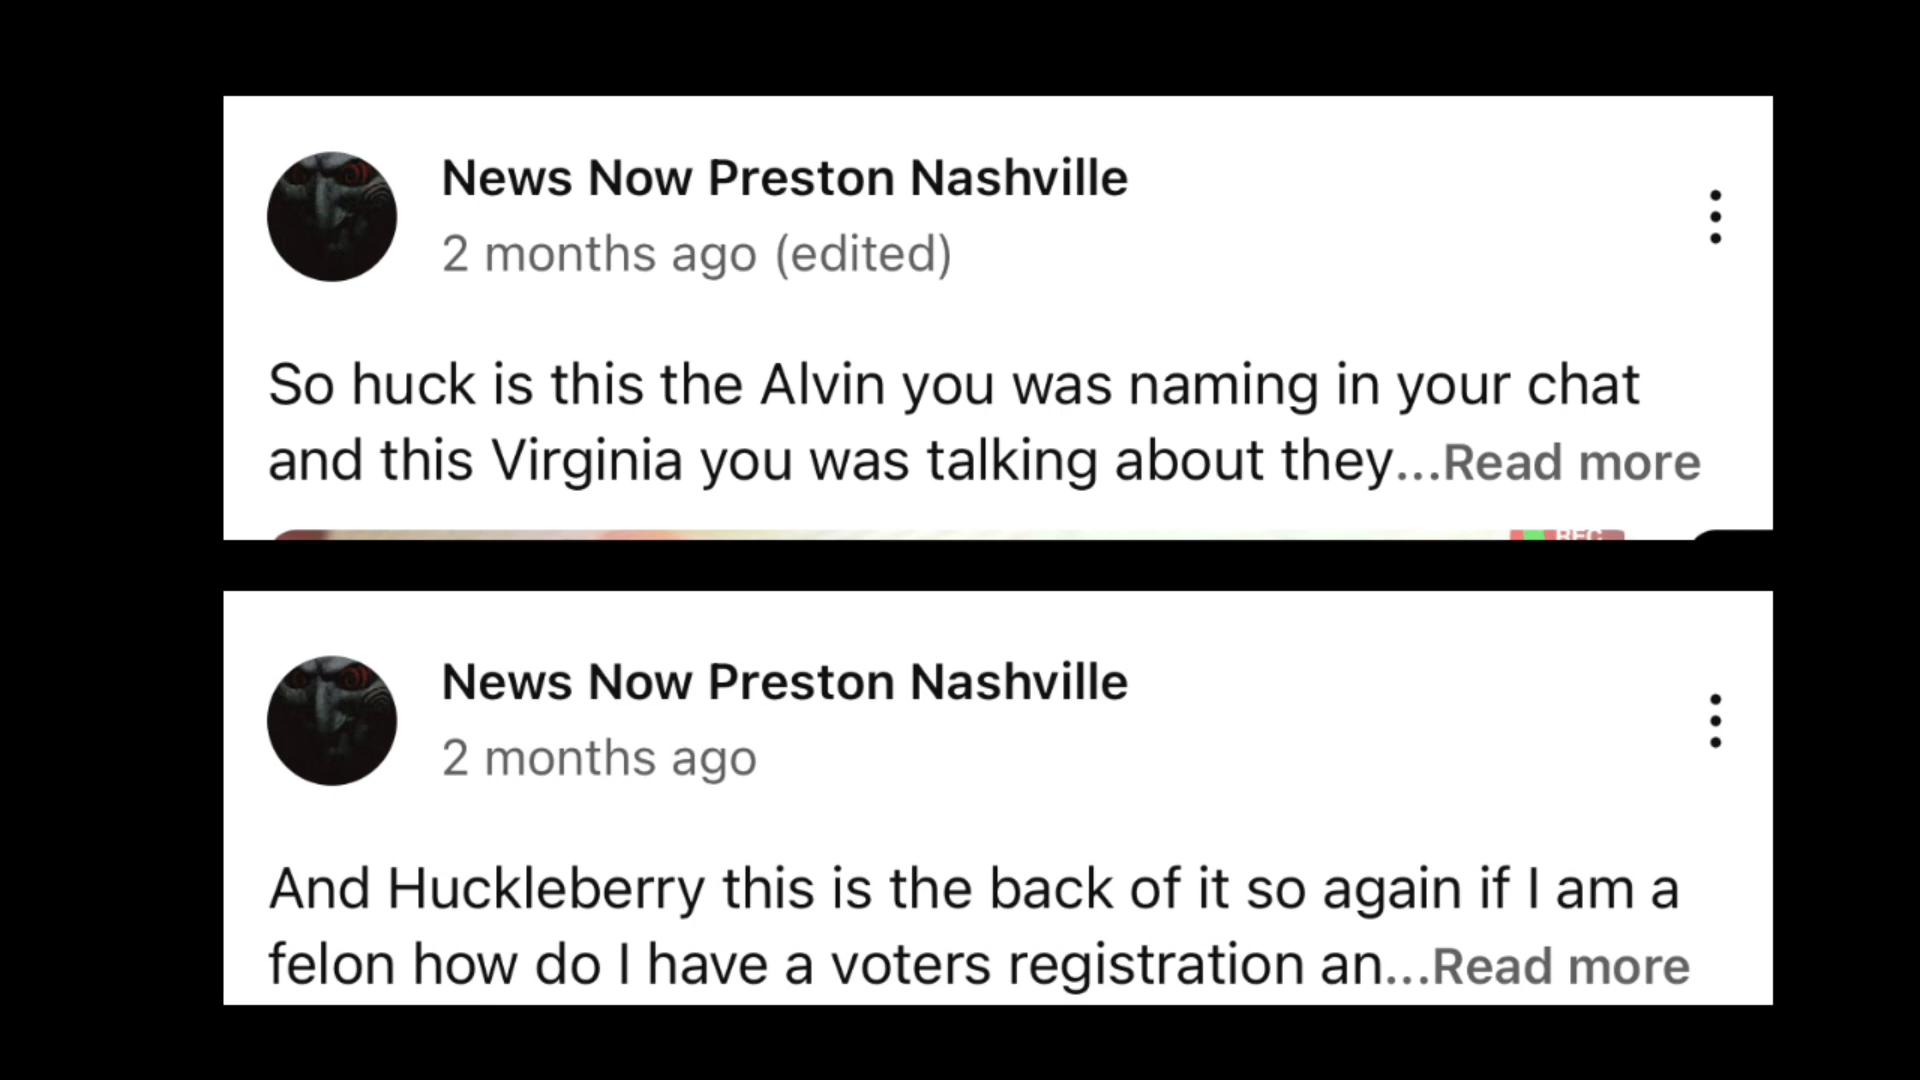 News Now Preston Nashville
2 months ago (edited)
So huck is this the Alvin you was naming in your chat
and this Virginia you was talking about they...Read more
News Now Preston Nashville
2 months ago
And Huckleberry this is the back of it so again if I am a
felon how do I have a voters registration an...Read more